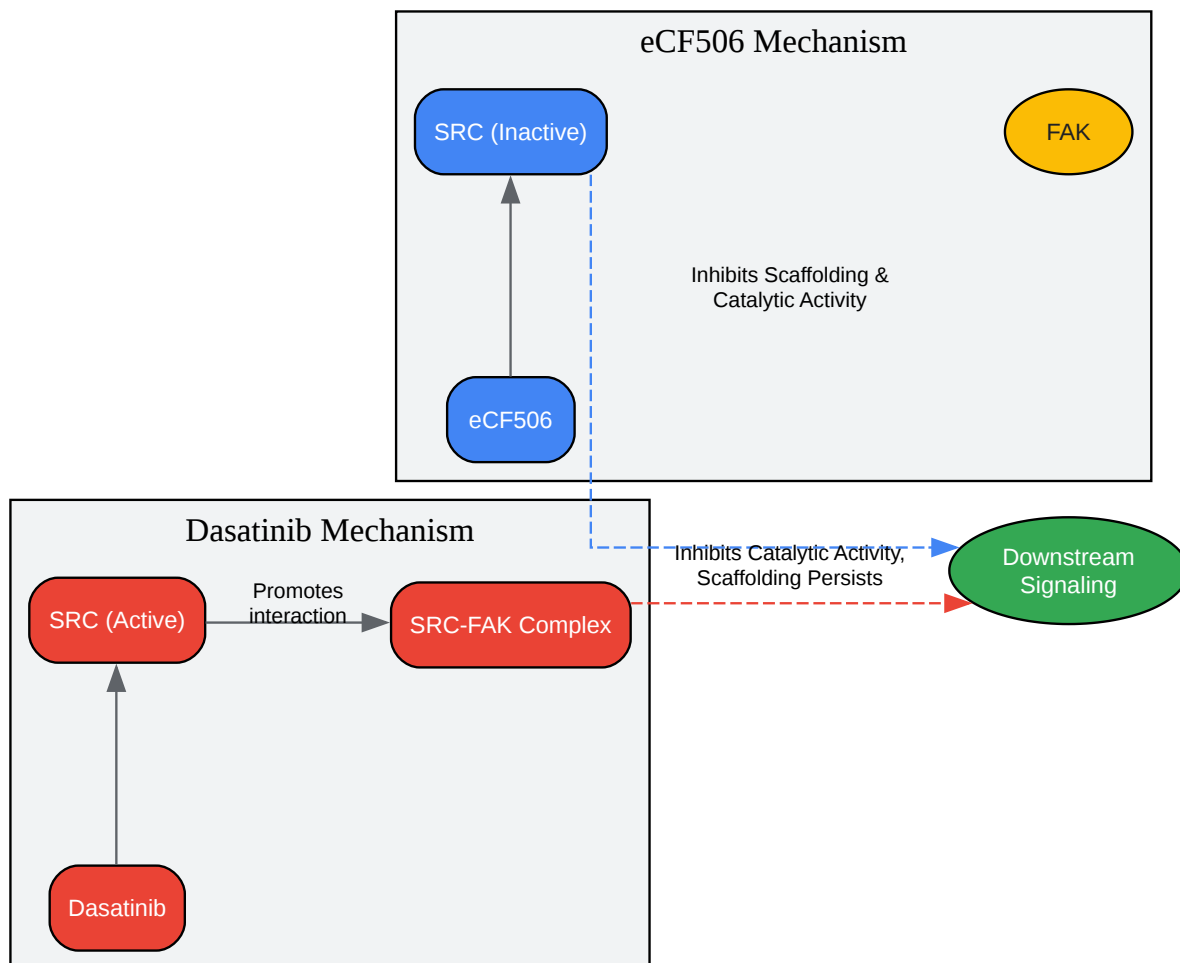 eCF506 Mechanism
SRC (Inactive)
FAK
Inhibits Scaffolding &
Catalytic Activity
eCF506
Dasatinib Mechanism
SRC (Active)
Promotes
interaction
SRC-FAK Complex
Inhibits Catalytic Activity,
Scaffolding Persists
Downstream
Signaling
Dasatinib